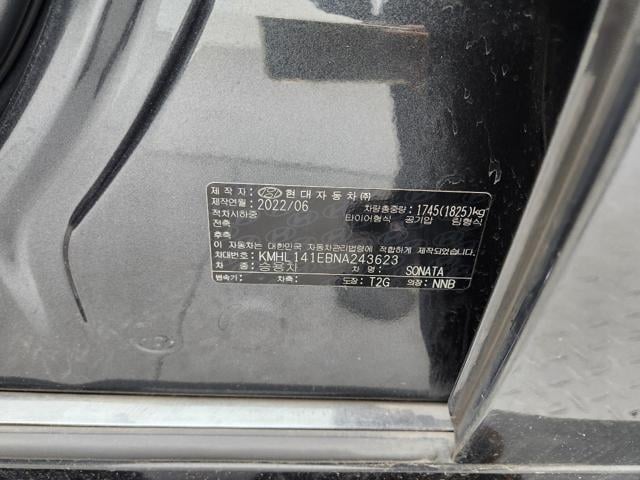 제 작 자: 현대자동차㈜
제작연월: 2022/06 차량총중량: 1745(1825)kg
적차시하중 타이어형식 공기압 림형식
전축
후축
이 자동차는 대한민국 자동차관리법령에 적합하게 제작되었음.
차대번호: KMHL141EBNA243623
차 종: 승용차 차 명: SONATA
변속기: 차축: 도장: T2G 의장: NNB